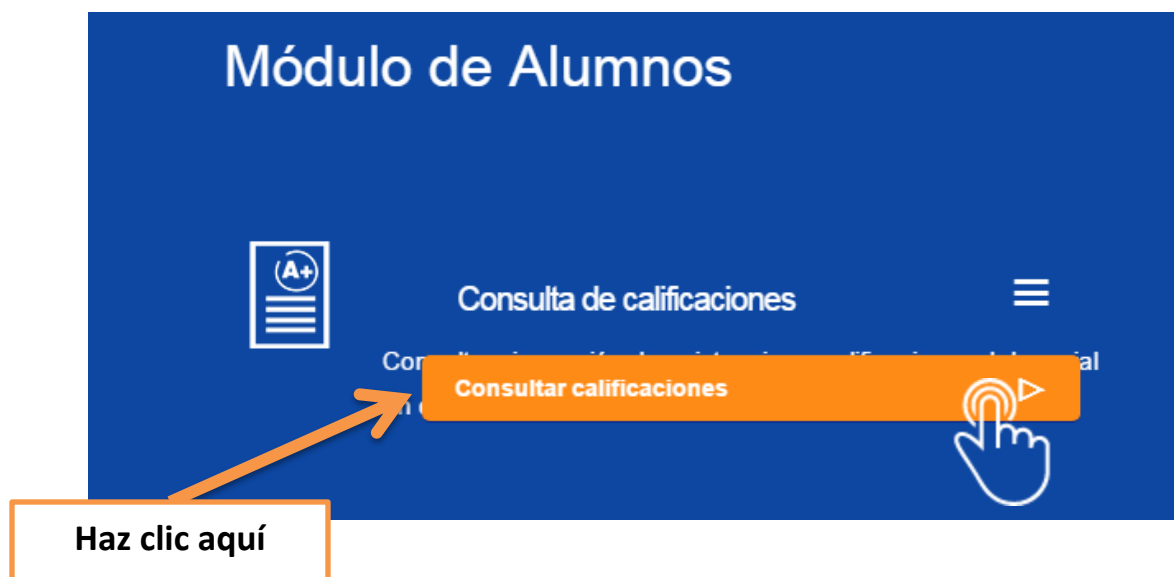 Módulo de Alumnos
A+
Consulta de calificaciones
Consultar calificaciones
Haz clic aquí